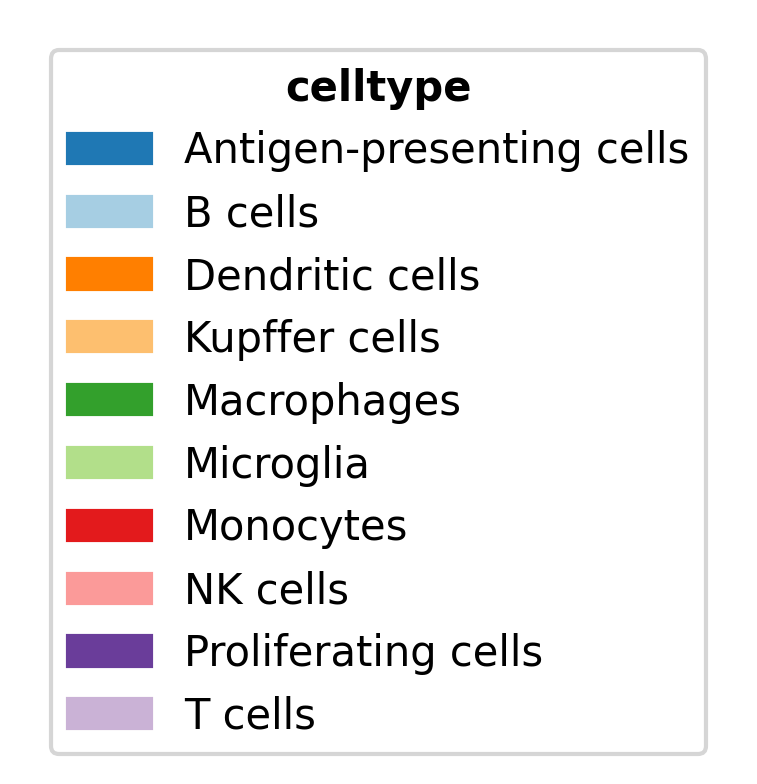 celltype
Antigen-presenting cells
B cells
Dendritic cells
Kupffer cells
Macrophages
Microglia
Monocytes
NK cells
Proliferating cells
T cells